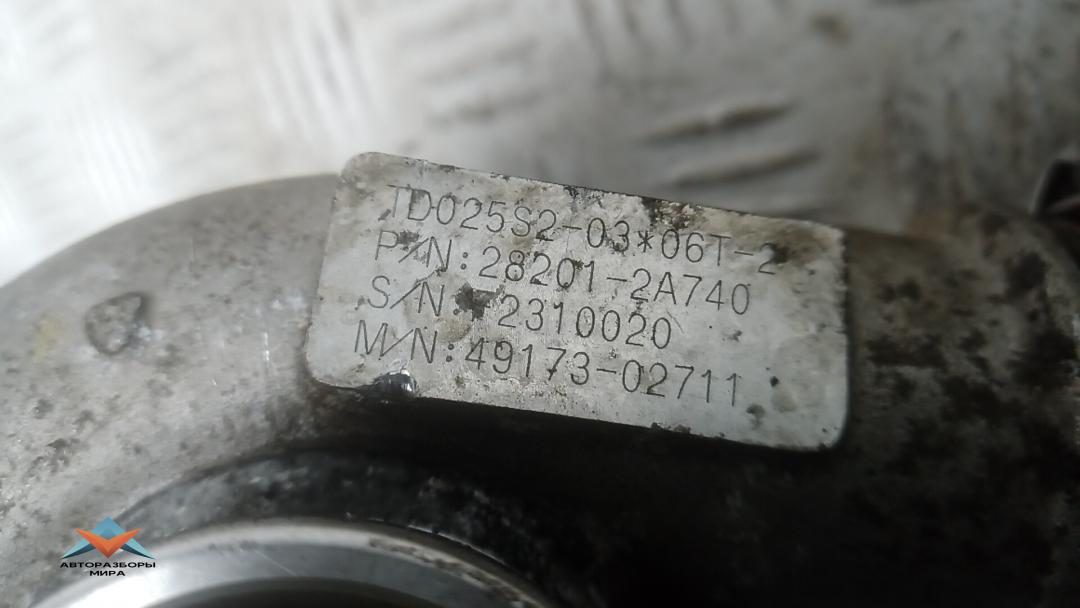 TD025S2-03*06T-2
P/N:28201-2A740
S/N: 2310020
M/N:49173-02711
АВТОРАЗБОРЫ
МИРА